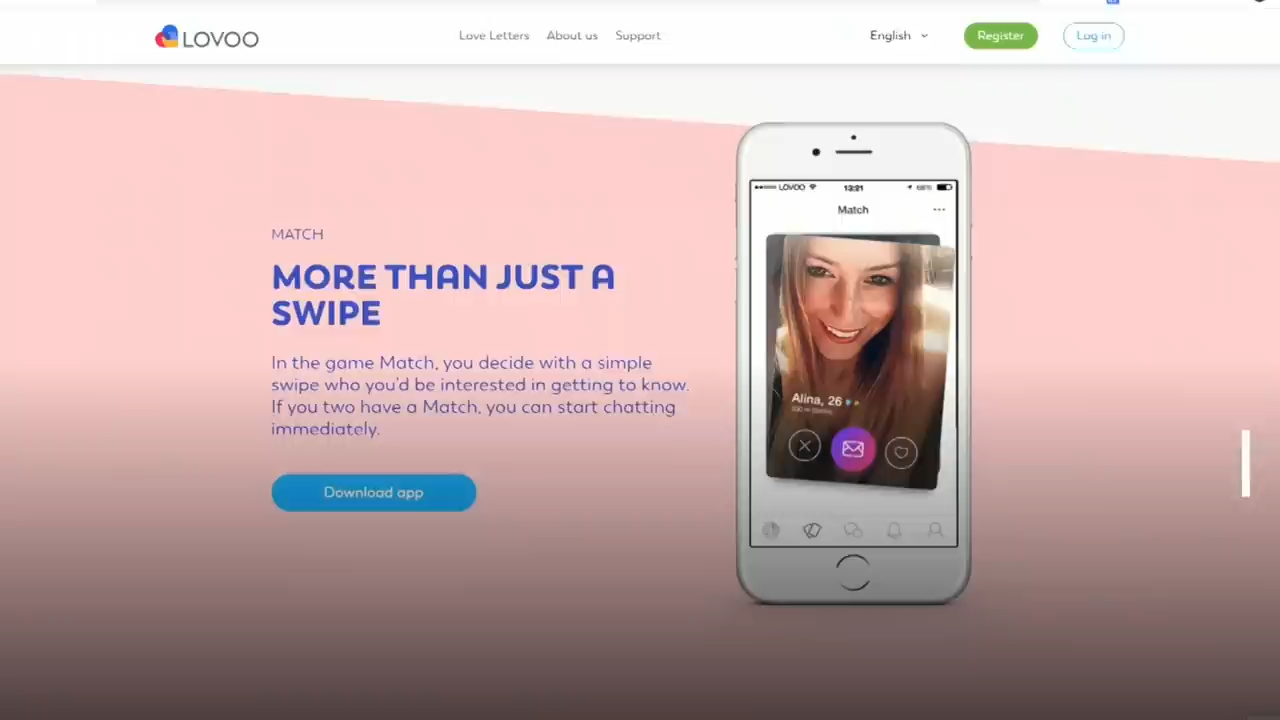 LOVOO
Love Letters
About us
Support
English
Register
Log in
MATCH
MORE THAN JUST A
SWIPE
In the game Match, you decide with a simple
swipe who you'd be interested in getting to know.
If you two have a Match, you can start chatting
immediately.
Download app
LOVOO 13:21
Match
Alina, 26